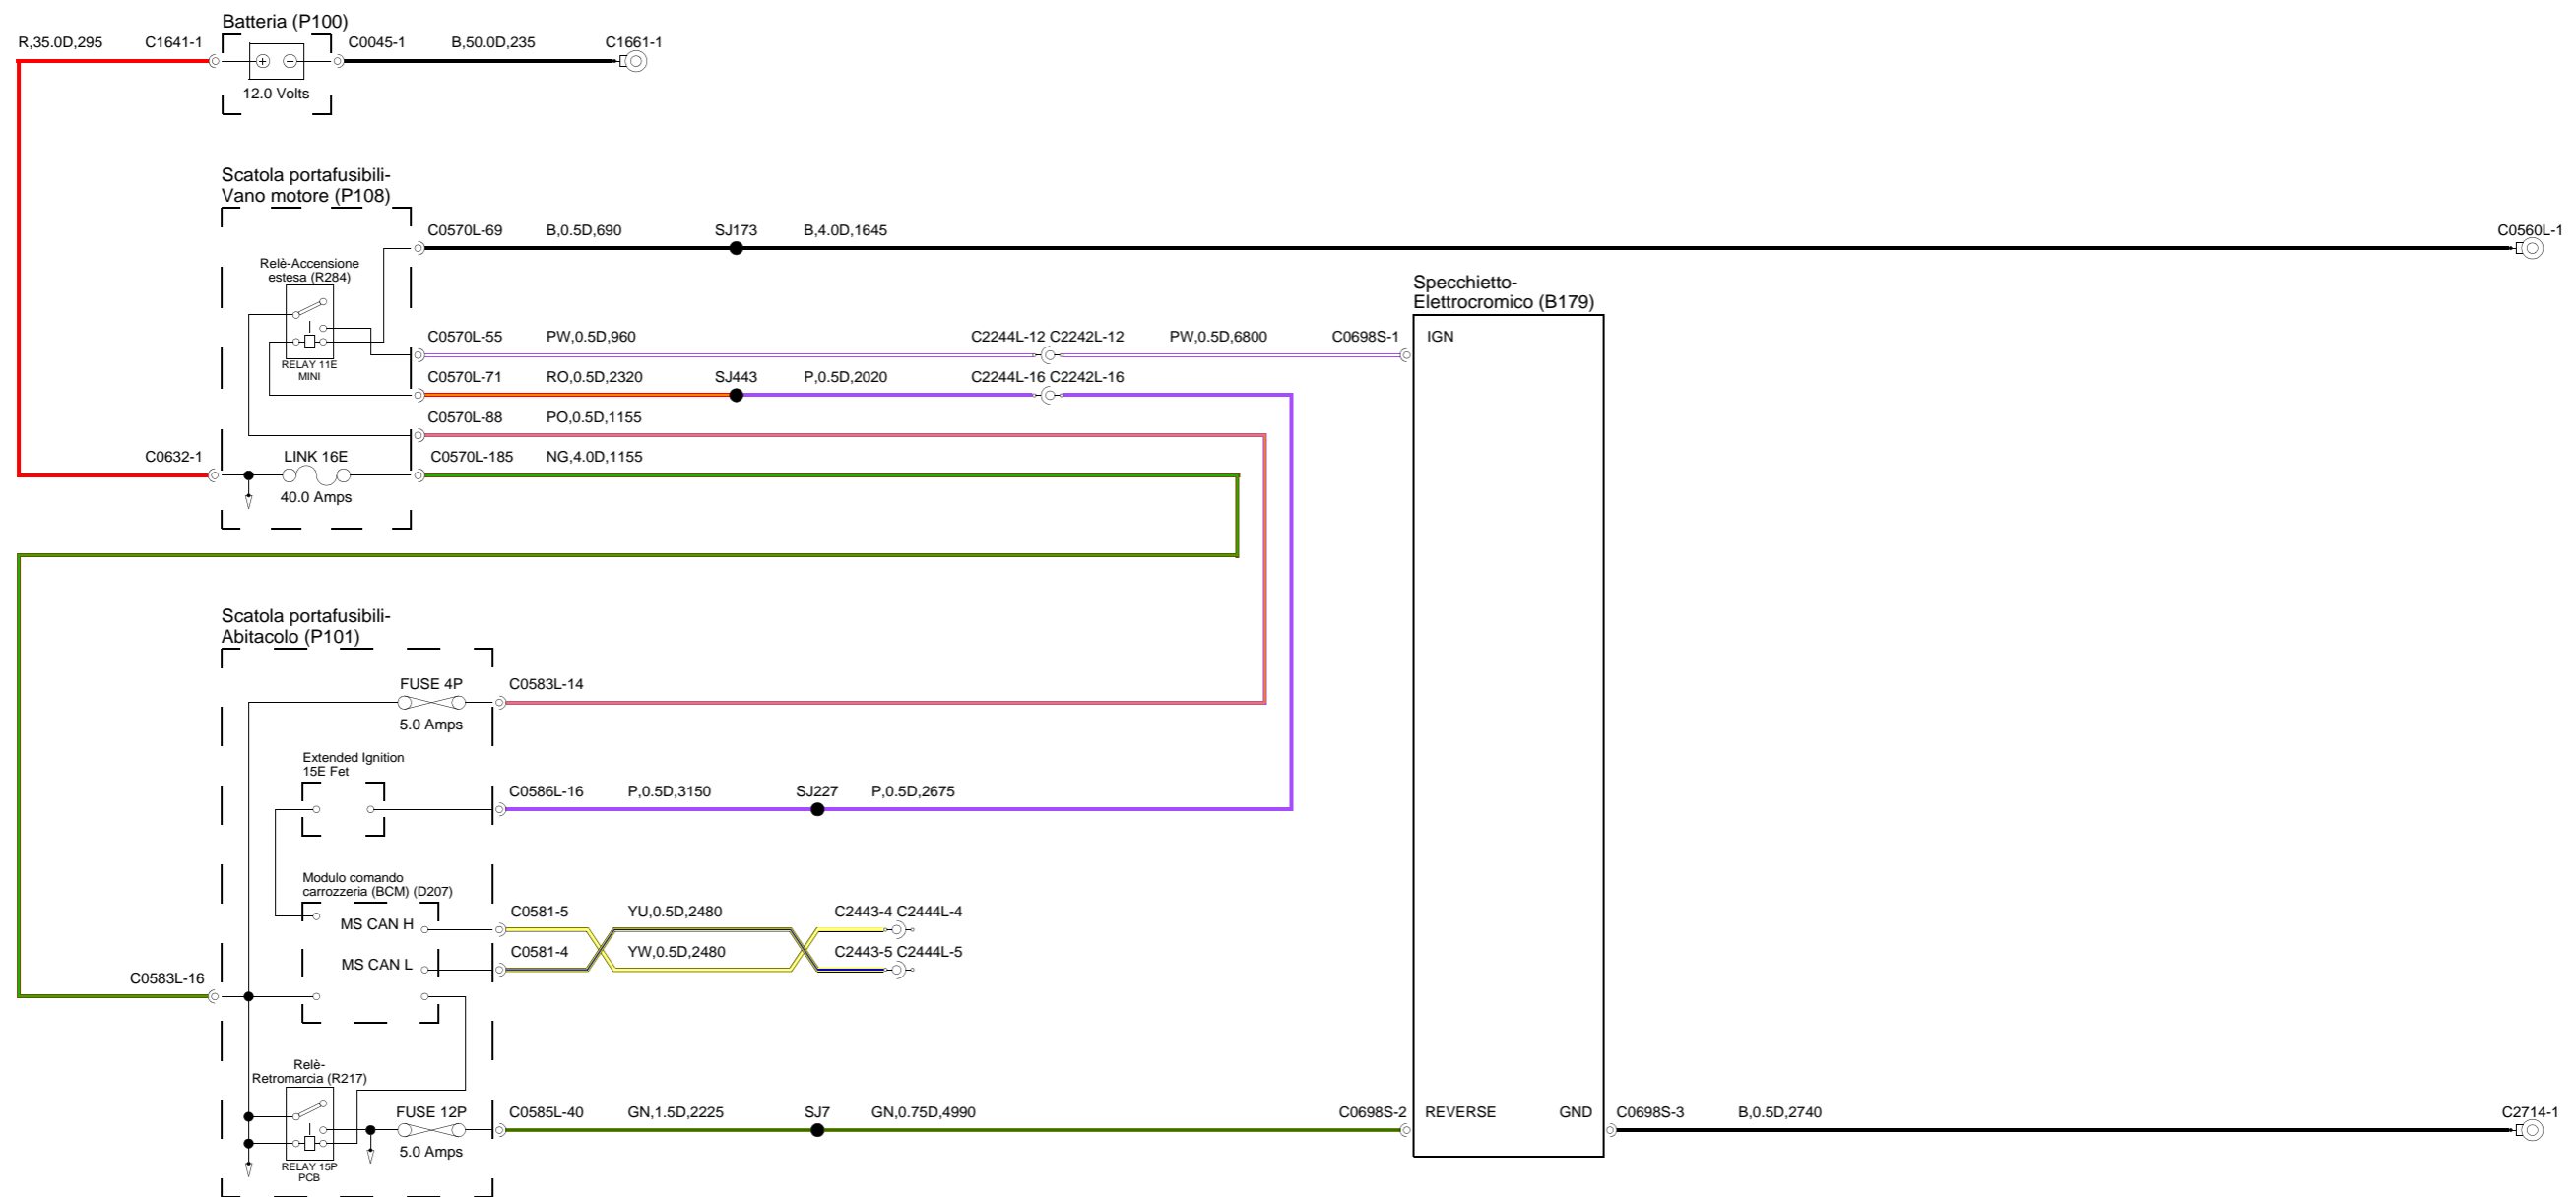 Batteria (P100)
R,35.0D,295 C1641-1 C0045-1 B,50.0D,235 C1661-1
12.0 Volts
Scatola portafusibili-
Vano motore (P108)
C0570L-69 B,0.5D,690 SJ173 B,4.0D,1645 C0560L-1
Relè-Accensione
estesa (R284)
Specchietto-
Elettrocromico (B179)
C0570L-55 PW,0.5D,960 C2244L-12 C2242L-12 PW,0.5D,6800 C0698S-1 IGN
RELAY 11E
MINI
C0570L-71 RO,0.5D,2320 SJ443 P,0.5D,2020 C2244L-16 C2242L-16
C0570L-88 PO,0.5D,1155
C0632-1 LINK 16E C0570L-185 NG,4.0D,1155
40.0 Amps
Scatola portafusibili-
Abitacolo (P101)
FUSE 4P C0583L-14
5.0 Amps
Extended Ignition
15E Fet
C0586L-16 P,0.5D,3150 SJ227 P,0.5D,2675
Modulo comando
carrozzeria (BCM) (D207)
C0581-5 YU,0.5D,2480 C2443-4 C2444L-4
MS CAN H
C0581-4 YW,0.5D,2480 C2443-5 C2444L-5
MS CAN L
C0583L-16
Relè-
Retromarcia (R217)
FUSE 12P C0585L-40 GN,1.5D,2225 SJ7 GN,0.75D,4990 C0698S-2 REVERSE GND C0698S-3 B,0.5D,2740 C2714-1
5.0 Amps
RELAY 15P
PCB